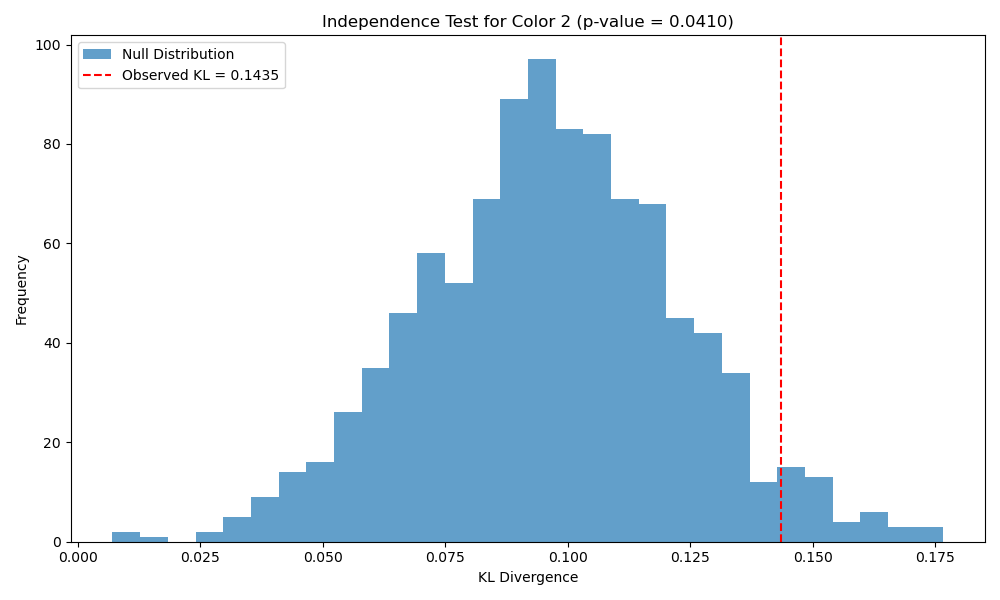 Independence Test for Color 2 (p-value = 0.0410)
Null Distribution
Observed KL = 0.1435
100
80
60
40
20
0
Frequency
0.000 0.025 0.050 0.075 0.100 0.125 0.150 0.175
KL Divergence